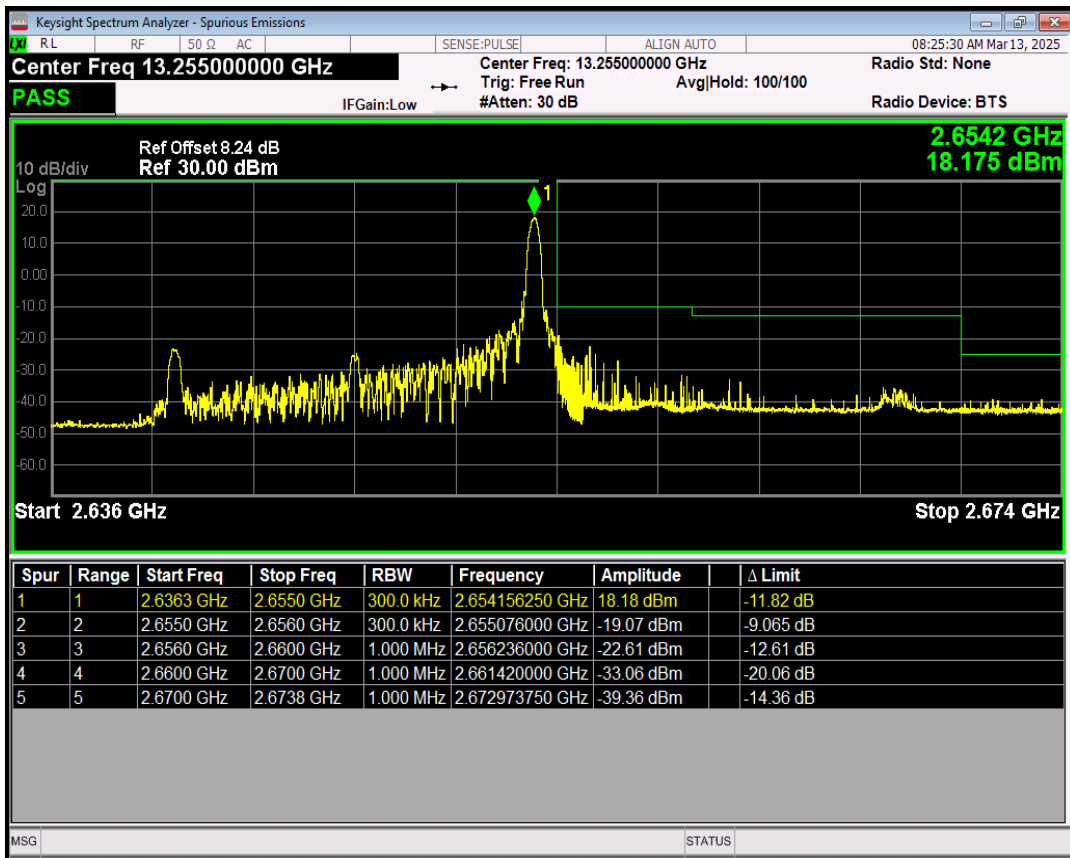 Keysight Spectrum Analyzer - Spurious Emissions
LXI RL RF 50 Ω AC SENSE:PULSE ALIGN AUTO 08:25:30 AM Mar 13, 2025
Center Freq 13.255000000 GHz Center Freq: 13.255000000 GHz Radio Std: None
Trig: Free Run Avg|Hold: 100/100
PASS IFGain:Low #Atten: 30 dB Radio Device: BTS
2.6542 GHz
18.175 dBm
Ref Offset 8.24 dB
10 dB/div Ref 30.00 dBm
Log
1
20.0
10.0
0.00
-10.0
-20.0
-30.0
-40.0
-50.0
-60.0
Start 2.636 GHz Stop 2.674 GHz
Spur Range Start Freq Stop Freq RBW Frequency Amplitude Δ Limit
1 1 2.6363 GHz 2.6550 GHz 300.0 kHz 2.654156250 GHz 18.18 dBm -11.82 dB
2 2 2.6550 GHz 2.6560 GHz 300.0 kHz 2.655076000 GHz -19.07 dBm -9.065 dB
3 3 2.6560 GHz 2.6600 GHz 1.000 MHz 2.656236000 GHz -22.61 dBm -12.61 dB
4 4 2.6600 GHz 2.6700 GHz 1.000 MHz 2.661420000 GHz -33.06 dBm -20.06 dB
5 5 2.6700 GHz 2.6738 GHz 1.000 MHz 2.672973750 GHz -39.36 dBm -14.36 dB
MSG STATUS